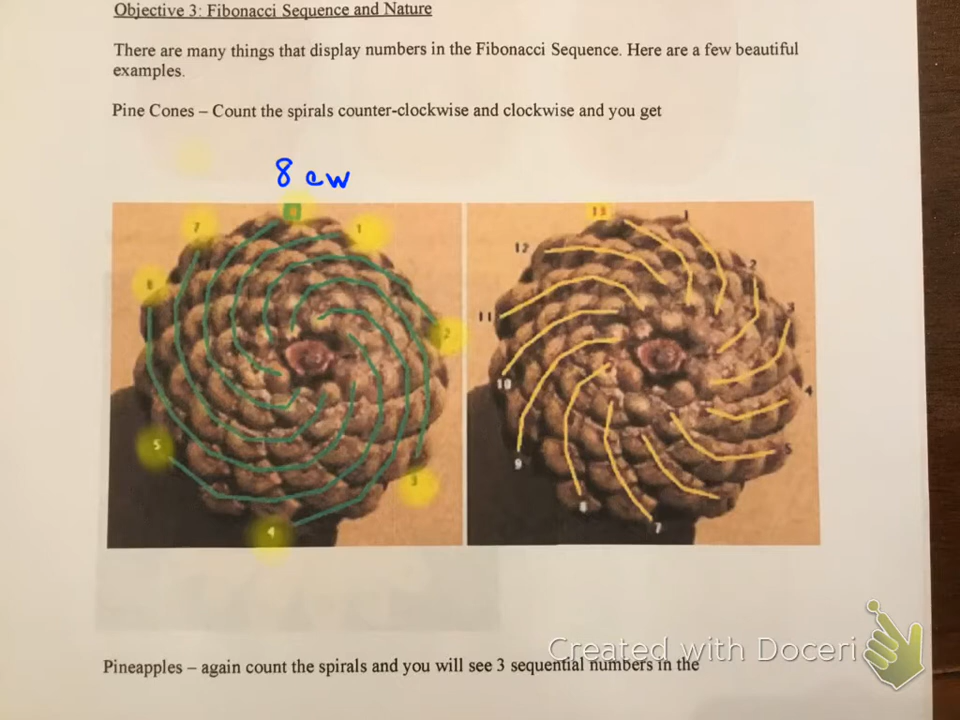 Objective 3: Fibonacci Sequence and Nature
There are many things that display numbers in the Fibonacci Sequence. Here are a few beautiful
examples.
Pine Cones – Count the spirals counter-clockwise and clockwise and you get
8 cw
7
1
2
3
4
5
13
1
12
2
3
11
10
4
5
9
8
7
Created with Doceri
Pineapples – again count the spirals and you will see 3 sequential numbers in the